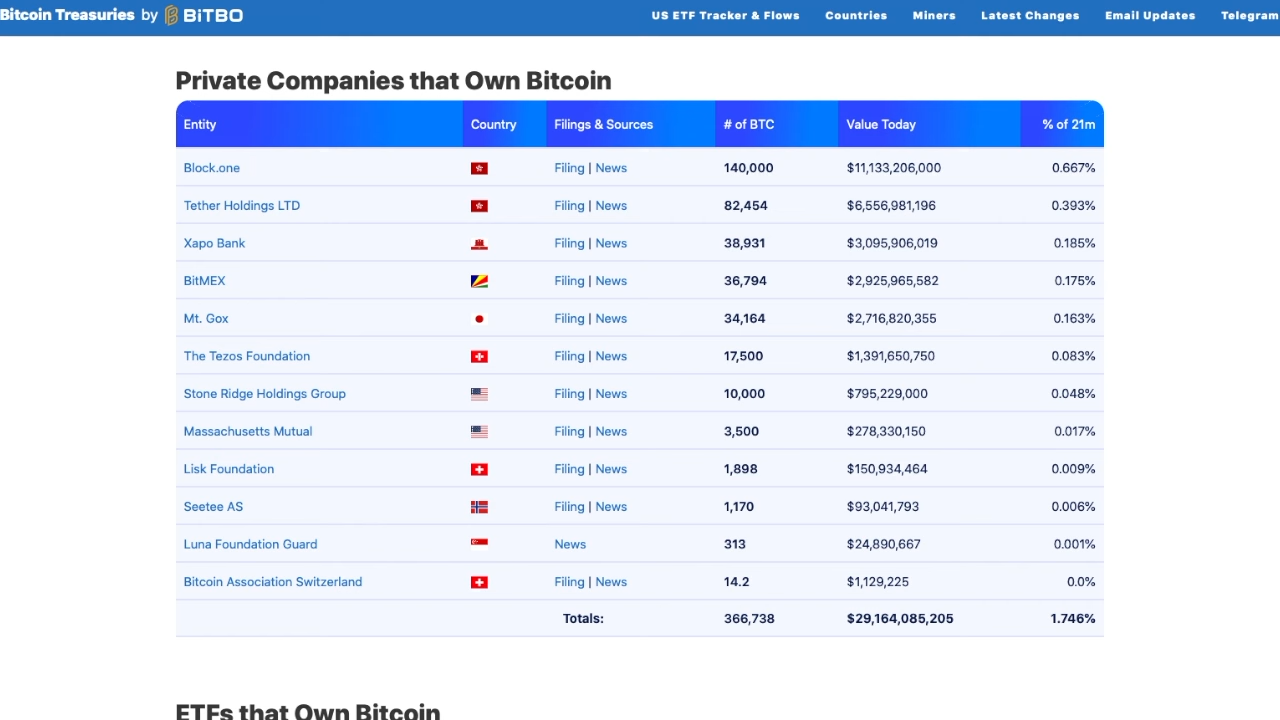 Bitcoin Treasuries by BiTBO US ETF Tracker & Flows Countries Miners Latest Changes Email Updates Telegram
Private Companies that Own Bitcoin
Entity Country Filings & Sources # of BTC Value Today % of 21m
Block.one Filing | News 140,000 $11,133,206,000 0.667%
Tether Holdings LTD Filing | News 82,454 $6,556,981,196 0.393%
Xapo Bank Filing | News 38,931 $3,095,906,019 0.185%
BitMEX Filing | News 36,794 $2,925,965,582 0.175%
Mt. Gox Filing | News 34,164 $2,716,820,355 0.163%
The Tezos Foundation Filing | News 17,500 $1,391,650,750 0.083%
Stone Ridge Holdings Group Filing | News 10,000 $795,229,000 0.048%
Massachusetts Mutual Filing | News 3,500 $278,330,150 0.017%
Lisk Foundation Filing | News 1,898 $150,934,464 0.009%
Seetee AS Filing | News 1,170 $93,041,793 0.006%
Luna Foundation Guard News 313 $24,890,667 0.001%
Bitcoin Association Switzerland Filing | News 14.2 $1,129,225 0.0%
Totals: 366,738 $29,164,085,205 1.746%
ETFs that Own Bitcoin